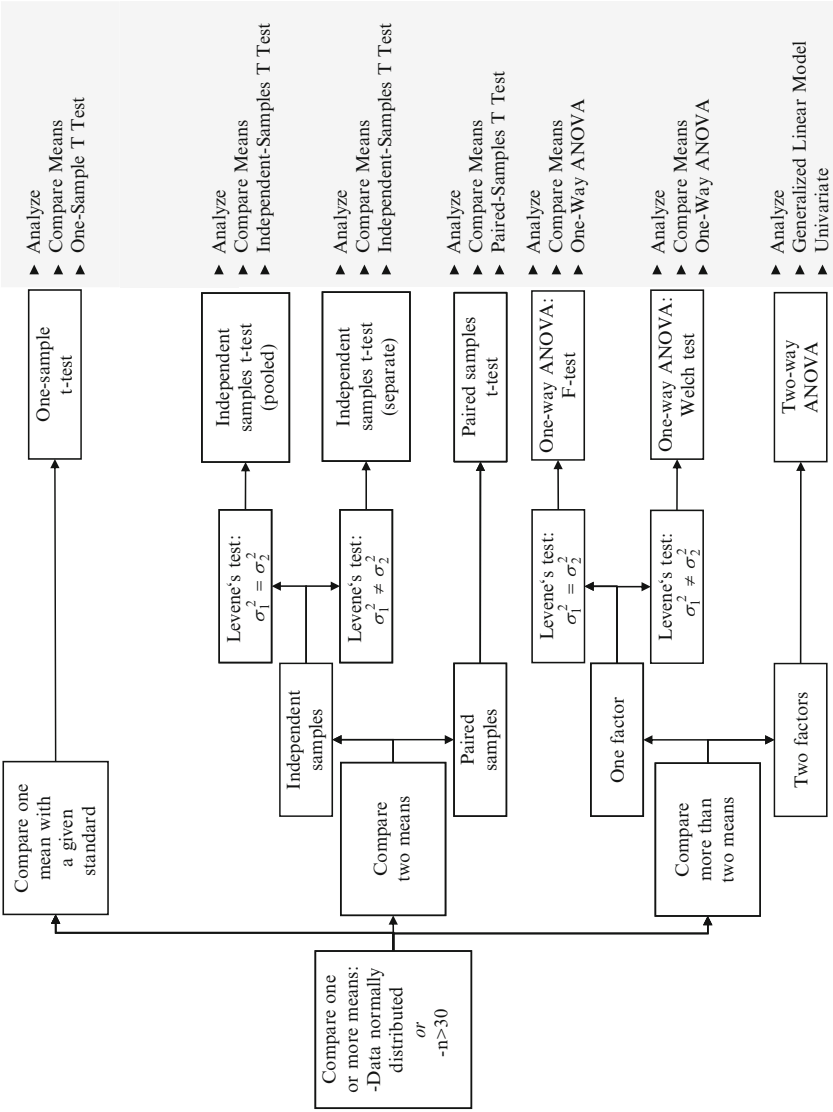 Compare one
or more means:
-Data normally
distributed
or
-n>30
Compare one
mean with
a given
standard
One-sample
t-test
▶ Analyze
▶ Compare Means
▶ One-Sample T Test
Compare
two means
Independent
samples
Levene‘s test:
σ₁² = σ₂²
Independent
samples t-test
(pooled)
▶ Analyze
▶ Compare Means
▶ Independent-Samples T Test
Levene‘s test:
σ₁² ≠ σ₂²
Independent
samples t-test
(separate)
▶ Analyze
▶ Compare Means
▶ Independent-Samples T Test
Paired
samples
Paired samples
t-test
▶ Analyze
▶ Compare Means
▶ Paired-Samples T Test
Compare
more than
two means
One factor
Levene‘s test:
σ₁² = σ₂²
One-way ANOVA:
F-test
▶ Analyze
▶ Compare Means
▶ One-Way ANOVA
Levene‘s test:
σ₁² ≠ σ₂²
One-way ANOVA:
Welch test
▶ Analyze
▶ Compare Means
▶ One-Way ANOVA
Two factors
Two-way
ANOVA
▶ Analyze
▶ Generalized Linear Model
▶ Univariate